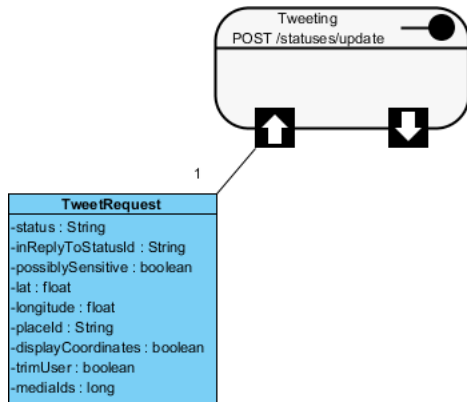 Tweeting
POST /statuses/update
1
TweetRequest
-status : String
-inReplyToStatusId : String
-possiblySensitive : boolean
-lat : float
-longitude : float
-placeId : String
-displayCoordinates : boolean
-trimUser : boolean
-mediaIds : long